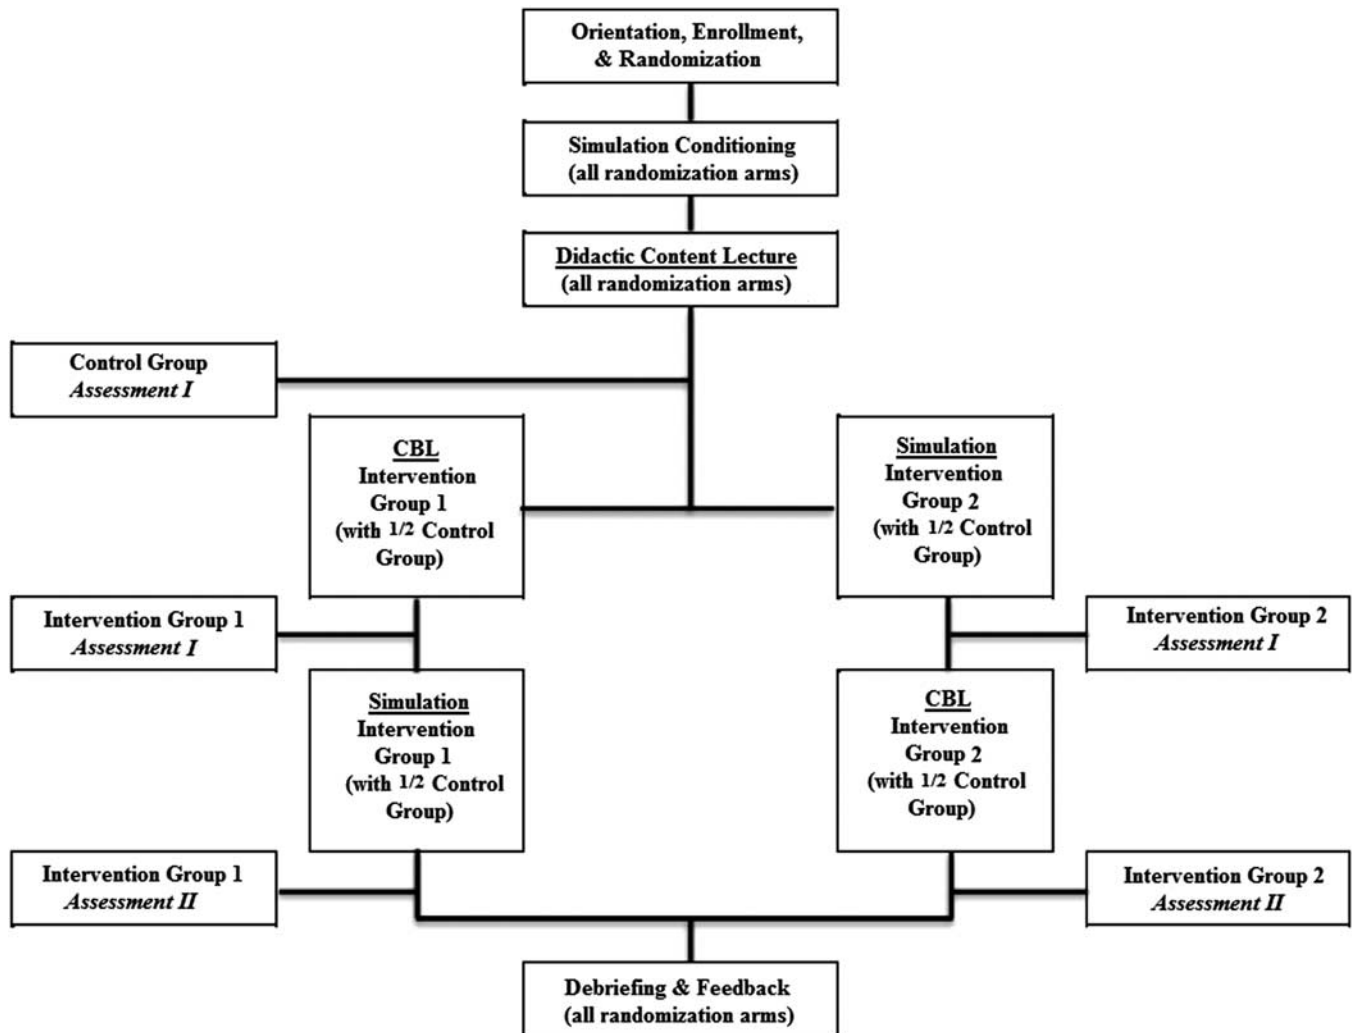 Orientation, Enrollment,
& Randomization
Simulation Conditioning
(all randomization arms)
Didactic Content Lecture
(all randomization arms)
Control Group
Assessment I
CBL
Intervention
Group 1
(with 1/2 Control
Group)
Simulation
Intervention
Group 2
(with 1/2 Control
Group)
Intervention Group 1
Assessment I
Intervention Group 2
Assessment I
Simulation
Intervention
Group 1
(with 1/2 Control
Group)
CBL
Intervention
Group 2
(with 1/2 Control
Group)
Intervention Group 1
Assessment II
Intervention Group 2
Assessment II
Debriefing & Feedback
(all randomization arms)